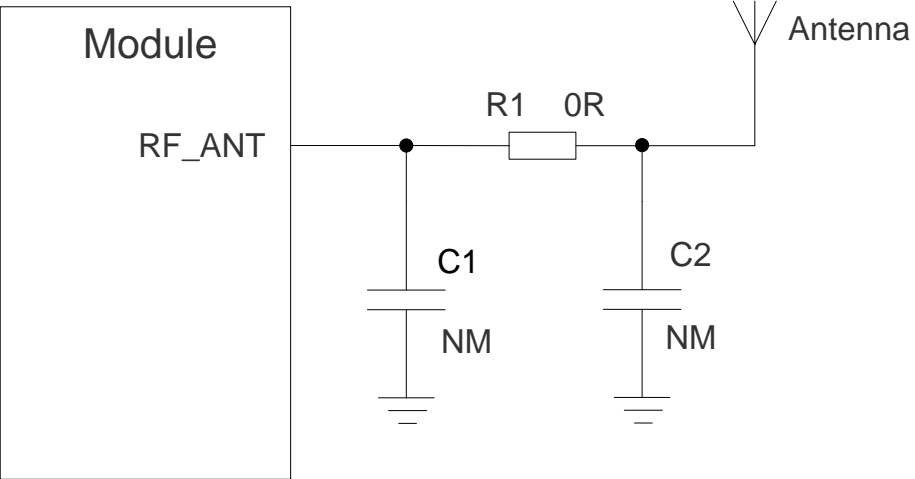 Module
Antenna
R1 0R
RF_ANT
C1
C2
NM
NM